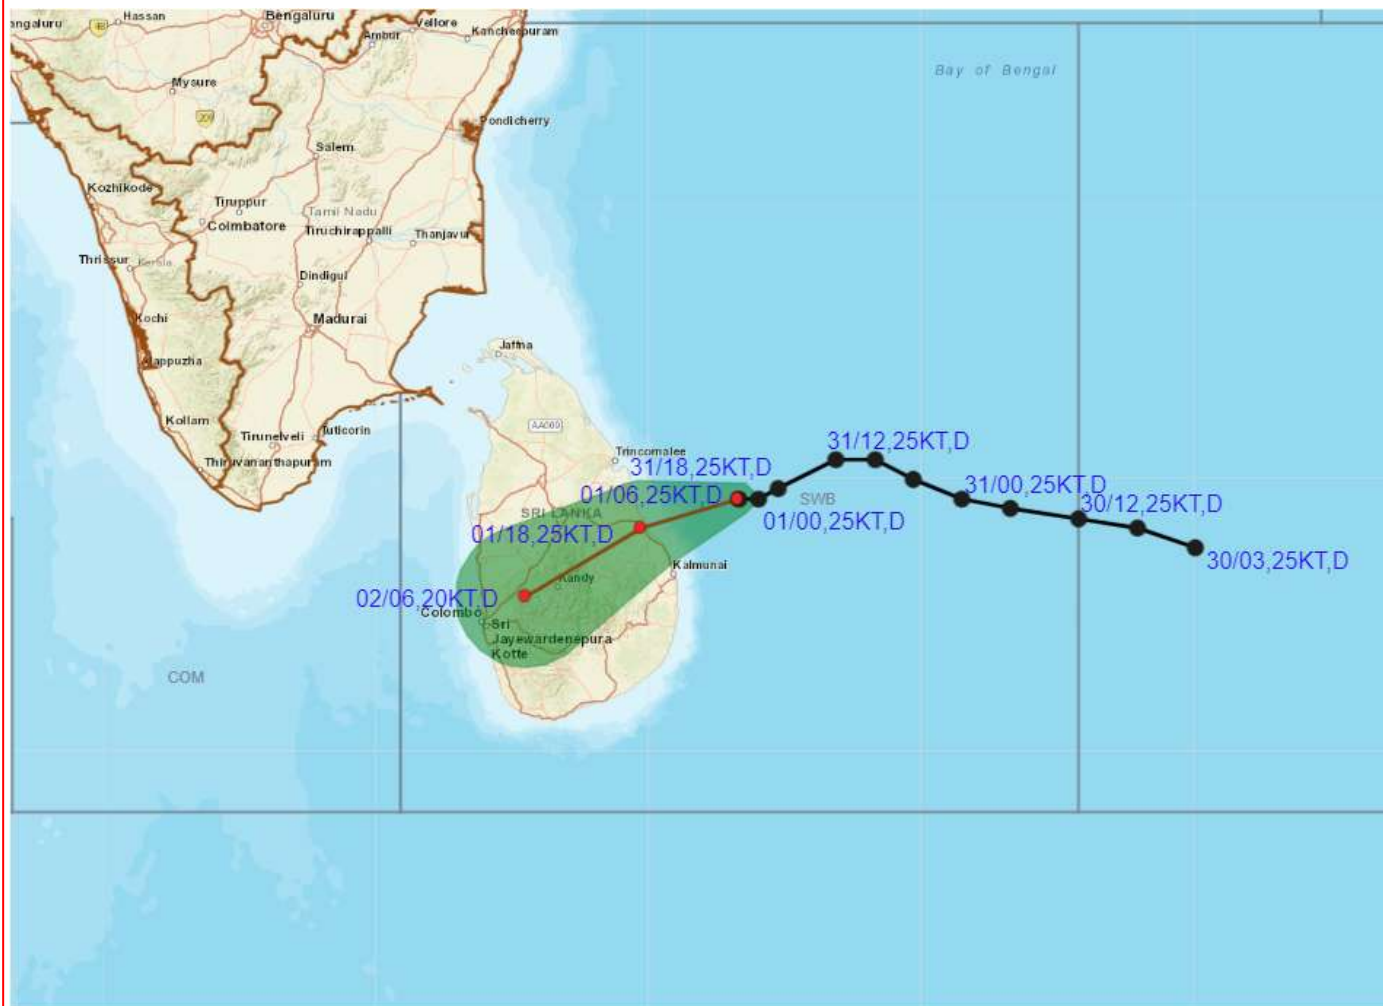 Hassan
Bengaluru
ngaluru
Vellore
Ambur
Kancheepuram
Bay of Bengal
Mysure
Pondicherry
Salem
Kozhikode
Tiruppur
Tamil Nadu
Coimbatore
Tiruchirappalli
Thanjavur
Thrissur
Kerala
Dindigul
Kochi
Madurai
Jaffna
Alappuzha
Kollam
AA009
Tirunelveli
Tuticorin
31/12,25KT,D
Trincomalee
Thiruvananthapuram
31/18,25KT,D
31/00,25KT,D
01/06,25KT,D
SWB
30/12,25KT,D
SRI LANKA
01/00,25KT,D
01/18,25KT,D
30/03,25KT,D
Kalmunai
Kandy
02/06,20KT,D
Colombo
Sri
Jayewardenepura
Kotte
COM